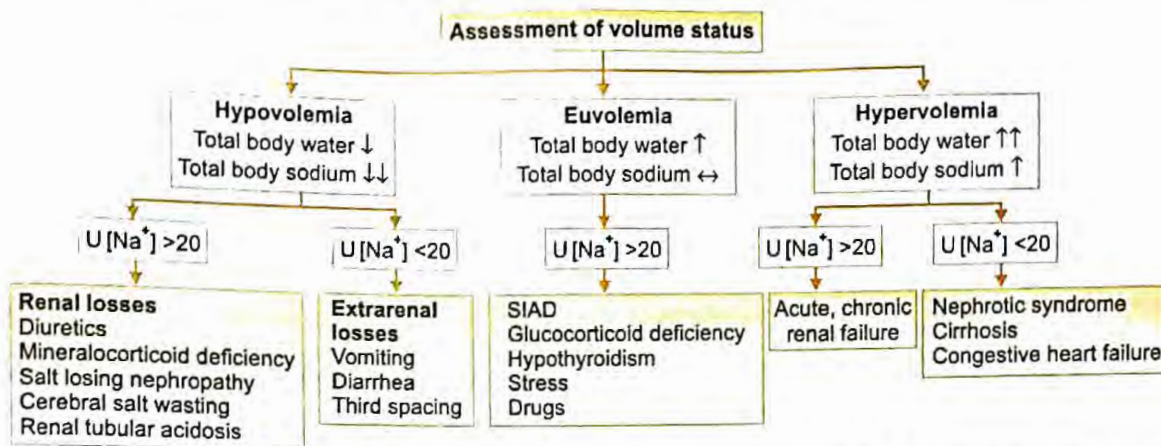 Assessment of volume status
Hypovolemia
Total body water ↓
Total body sodium ↓↓
Euvolemia
Total body water ↑
Total body sodium ↔
Hypervolemia
Total body water ↑↑
Total body sodium ↑
U [Na⁺] >20
U [Na⁺] <20
U [Na⁺] >20
U [Na⁺] >20
U [Na⁺] <20
Renal losses
Diuretics
Mineralocorticoid deficiency
Salt losing nephropathy
Cerebral salt wasting
Renal tubular acidosis
Extrarenal
losses
Vomiting
Diarrhea
Third spacing
SIAD
Glucocorticoid deficiency
Hypothyroidism
Stress
Drugs
Acute, chronic
renal failure
Nephrotic syndrome
Cirrhosis
Congestive heart failure